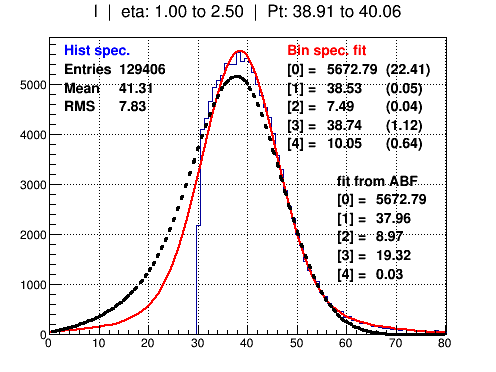 I | eta: 1.00 to 2.50 | Pt: 38.91 to 40.06
Hist spec.
Entries 129406
Mean 41.31
RMS 7.83
Bin spec. fit
[0] = 5672.79 (22.41)
[1] = 38.53 (0.05)
[2] = 7.49 (0.04)
[3] = 38.74 (1.12)
[4] = 10.05 (0.64)
fit from ABF
[0] = 5672.79
[1] = 37.96
[2] = 8.97
[3] = 19.32
[4] = 0.03
5000
4000
3000
2000
1000
0
0 10 20 30 40 50 60 70 80